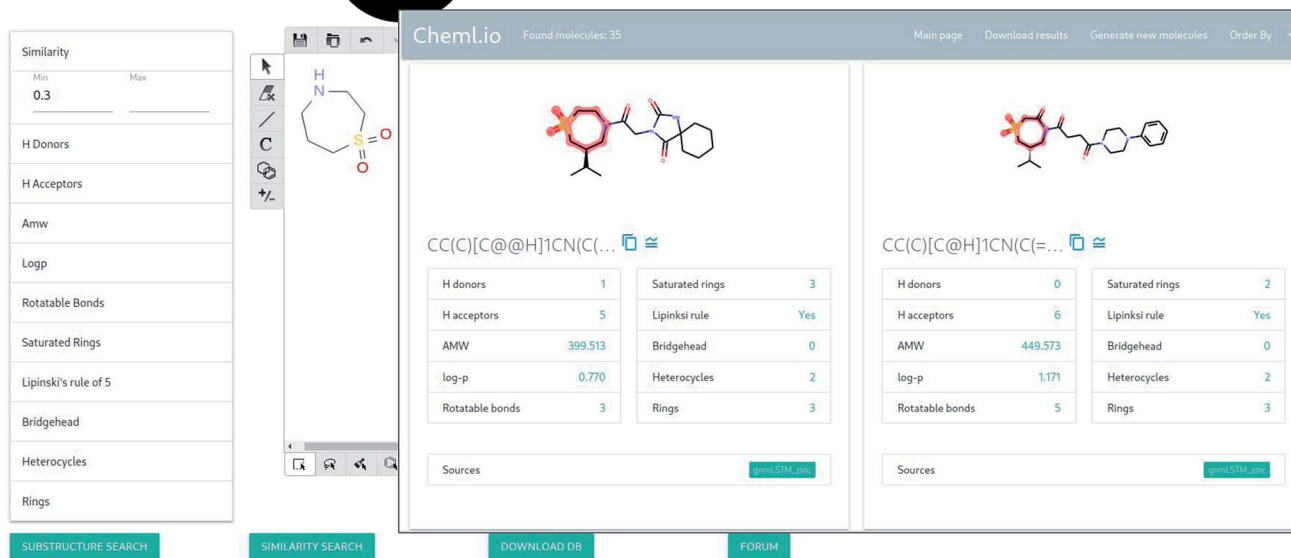 Similarity
Min
Max
0.3
H Donors
H Acceptors
Amw
Logp
Rotatable Bonds
Saturated Rings
Lipinski's rule of 5
Bridgehead
Heterocycles
Rings
H
N
S
O
O
C
+/-
Cheml.io
Found molecules: 35
Main page
Download results
Generate new molecules
Order By
CC(C)[C@@H]1CN(C(...
H donors 1
H acceptors 5
AMW 399.513
log-p 0.770
Rotatable bonds 3
Saturated rings 3
Lipinksi rule Yes
Bridgehead 0
Heterocycles 2
Rings 3
Sources
gnmLSTM_zinc
CC(C)[C@H]1CN(C(=...
H donors 0
H acceptors 6
AMW 449.573
log-p 1.171
Rotatable bonds 5
Saturated rings 2
Lipinksi rule Yes
Bridgehead 0
Heterocycles 2
Rings 3
Sources
gnmLSTM_zinc
SUBSTRUCTURE SEARCH
SIMILARITY SEARCH
DOWNLOAD DB
FORUM